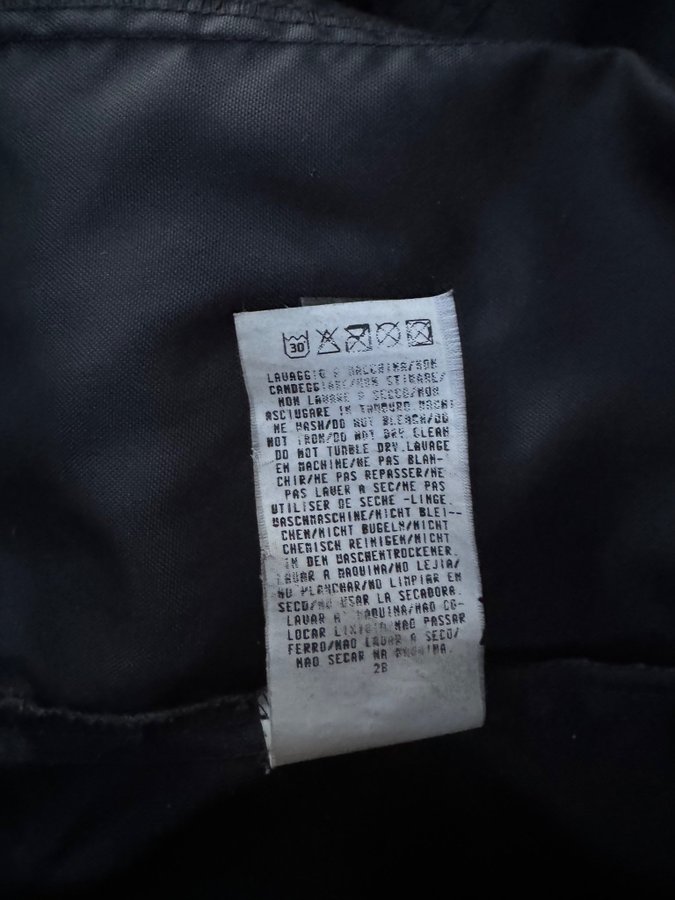 30
LAVAGGIO A MACCHINA/NON
CANDEGGIARE/NON STIRARE/
NON LAVARE A SECCO/NON
ASCIUGARE IN TAMBURO MACHI
NE WASH/DO NOT BLEACH/DO
NOT IRON/DO NOT DRY CLEAN
DO NOT TUMBLE DRY.LAVAGE
EN MACHINE/NE PAS BLAN-
CHIR/NE PAS REPASSER/NE
PAS LAVER A SEC/NE PAS
UTILISER DE SECHE -LINGE.
WASCHMASCHINE/NICHT BLEI--
CHEN/NICHT BUGELN/NICHT
CHEMISCH REINIGEN/NICHT
IN DEN WASCHENTROCKENER.
LAVAR A MAQUINA/NO LEJIA/
NO PLANCHAR/NO LIMPIAR EN
SECO/NO USAR LA SECADORA.
LAVAR A MAQUINA/NAO CO-
LOCAR LIXIVIA/NAO PASSAR
FERRO/NAO LAVAR A SECO/
NAO SECAR NA MAQUINA.
28